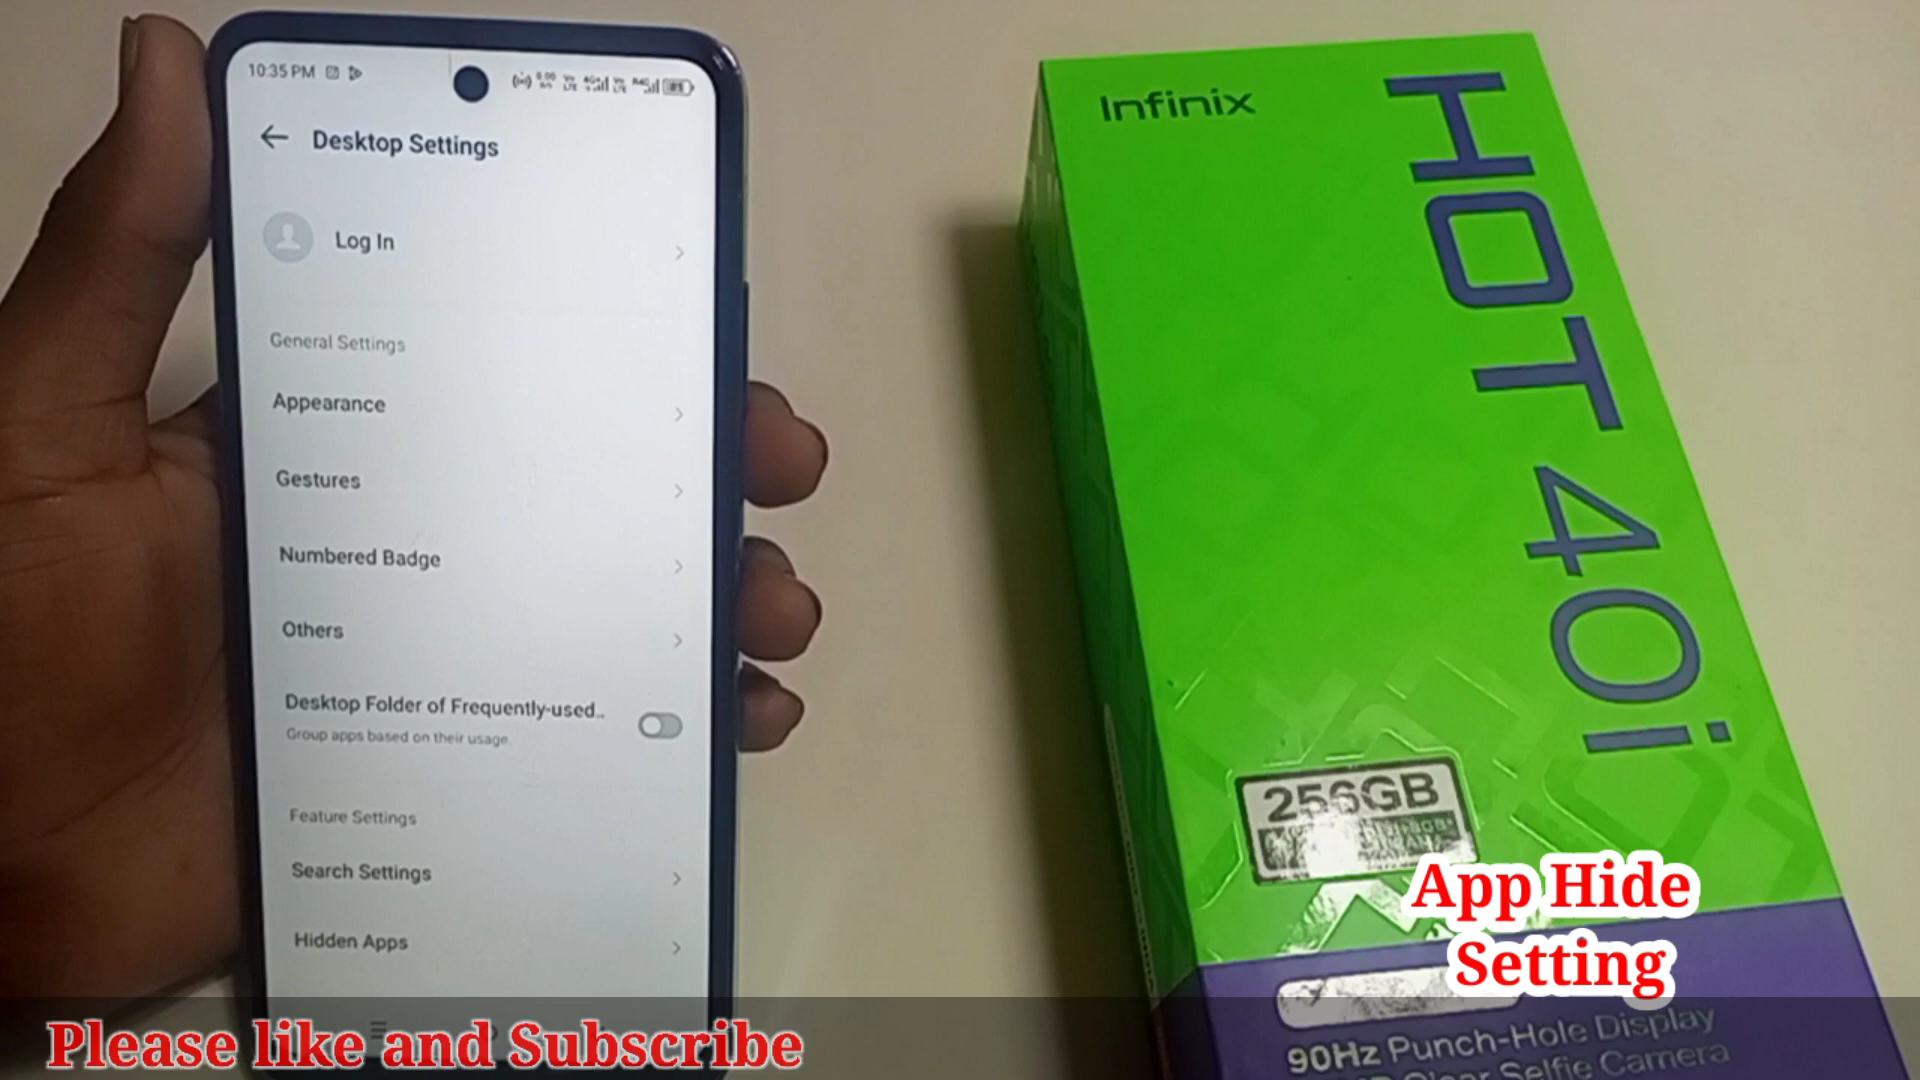 10:35 PM
Desktop Settings
Log In
General Settings
Appearance
Gestures
Numbered Badge
Others
Desktop Folder of Frequently-used..
Group apps based on their usage.
Feature Settings
Search Settings
Hidden Apps
Infinix
HOT 40i
256GB
90Hz Punch-Hole Display
Clear Selfie Camera
App Hide
Setting
Please like and Subscribe